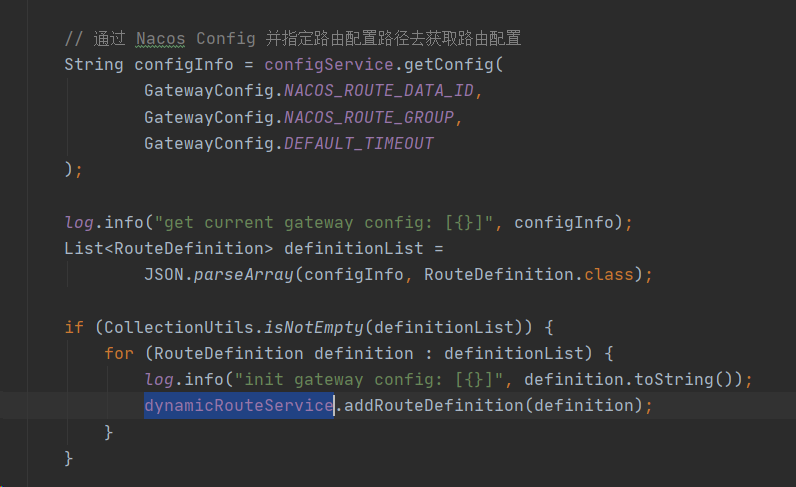 // 通过 Nacos Config 并指定路由配置路径去获取路由配置
String configInfo = configService.getConfig(
GatewayConfig.NACOS_ROUTE_DATA_ID,
GatewayConfig.NACOS_ROUTE_GROUP,
GatewayConfig.DEFAULT_TIMEOUT
);
log.info("get current gateway config: [{}]", configInfo);
List<RouteDefinition> definitionList =
JSON.parseArray(configInfo, RouteDefinition.class);
if (CollectionUtils.isNotEmpty(definitionList)) {
for (RouteDefinition definition : definitionList) {
log.info("init gateway config: [{}]", definition.toString());
dynamicRouteService.addRouteDefinition(definition);
}
}